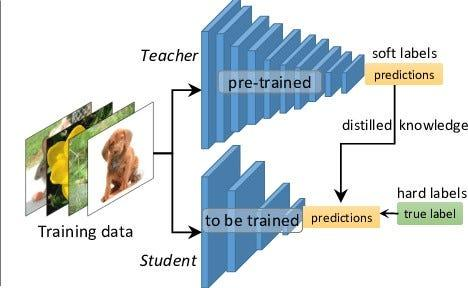 Teacher
soft labels
pre-trained
predictions
distilled knowledge
hard labels
to be trained
predictions
true label
Training data
Student